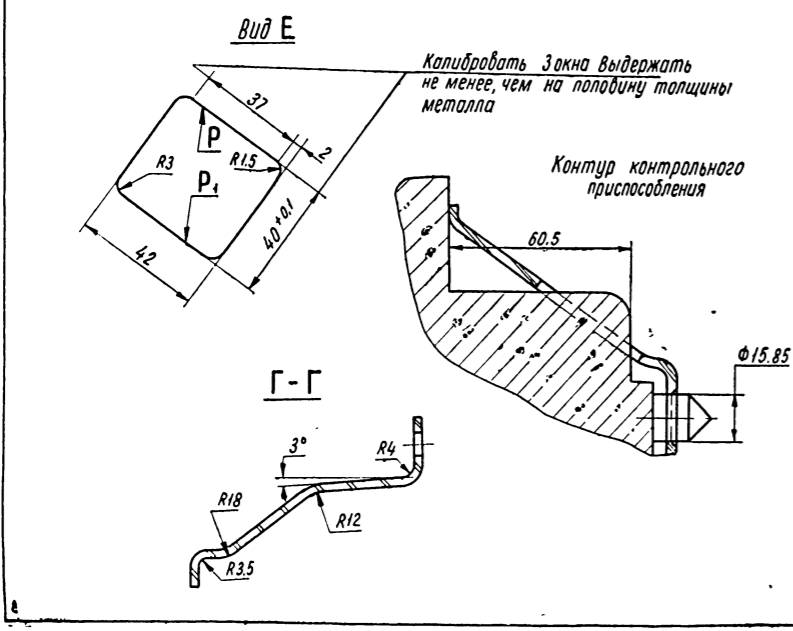 Вид Е
Калибровать 3 окна Выдержать
не менее, чем на половину толщины
металла
37
2
P
R3
R1.5
P₁
40+0,1
42
Контур контрольного
приспособления
60.5
Ф15.85
Г-Г
3°
R4
R18
R12
R3,5